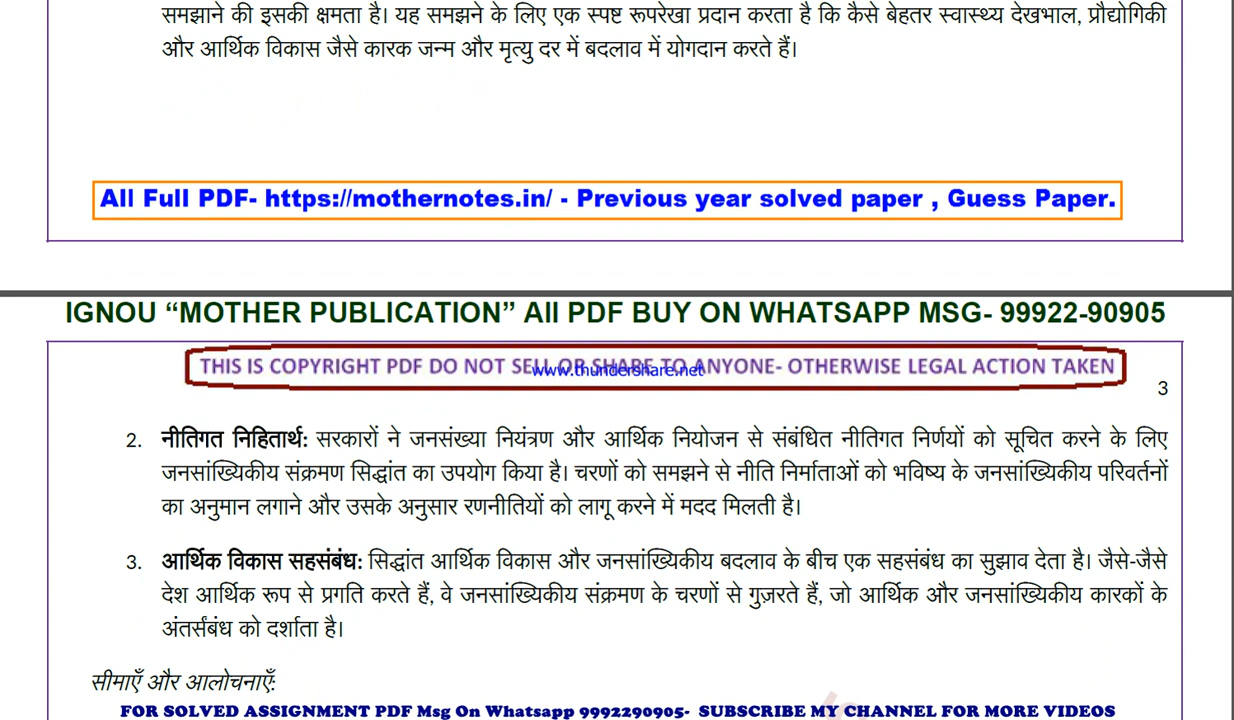 समझाने की इसकी क्षमता है। यह समझने के लिए एक स्पष्ट रूपरेखा प्रदान करता है कि कैसे बेहतर स्वास्थ्य देखभाल, प्रौद्योगिकी
और आर्थिक विकास जैसे कारक जन्म और मृत्यु दर में बदलाव में योगदान करते हैं।
All Full PDF- https://mothernotes.in/ - Previous year solved paper , Guess Paper.
IGNOU “MOTHER PUBLICATION” All PDF BUY ON WHATSAPP MSG- 99922-90905
THIS IS COPYRIGHT PDF DO NOT SELL OR SHARE TO ANYONE- OTHERWISE LEGAL ACTION TAKEN
www.thundershare.net
3
2. नीतिगत निहितार्थ: सरकारों ने जनसंख्या नियंत्रण और आर्थिक नियोजन से संबंधित नीतिगत निर्णयों को सूचित करने के लिए
जनसांख्यिकीय संक्रमण सिद्धांत का उपयोग किया है। चरणों को समझने से नीति निर्माताओं को भविष्य के जनसांख्यिकीय परिवर्तनों
का अनुमान लगाने और उसके अनुसार रणनीतियों को लागू करने में मदद मिलती है।
3. आर्थिक विकास सहसंबंध: सिद्धांत आर्थिक विकास और जनसांख्यिकीय बदलाव के बीच एक सहसंबंध का सुझाव देता है। जैसे-जैसे
देश आर्थिक रूप से प्रगति करते हैं, वे जनसांख्यिकीय संक्रमण के चरणों से गुज़रते हैं, जो आर्थिक और जनसांख्यिकीय कारकों के
अंतर्संबंध को दर्शाता है।
सीमाएँ और आलोचनाएँ:
FOR SOLVED ASSIGNMENT PDF Msg On Whatsapp 9992290905- SUBSCRIBE MY CHANNEL FOR MORE VIDEOS